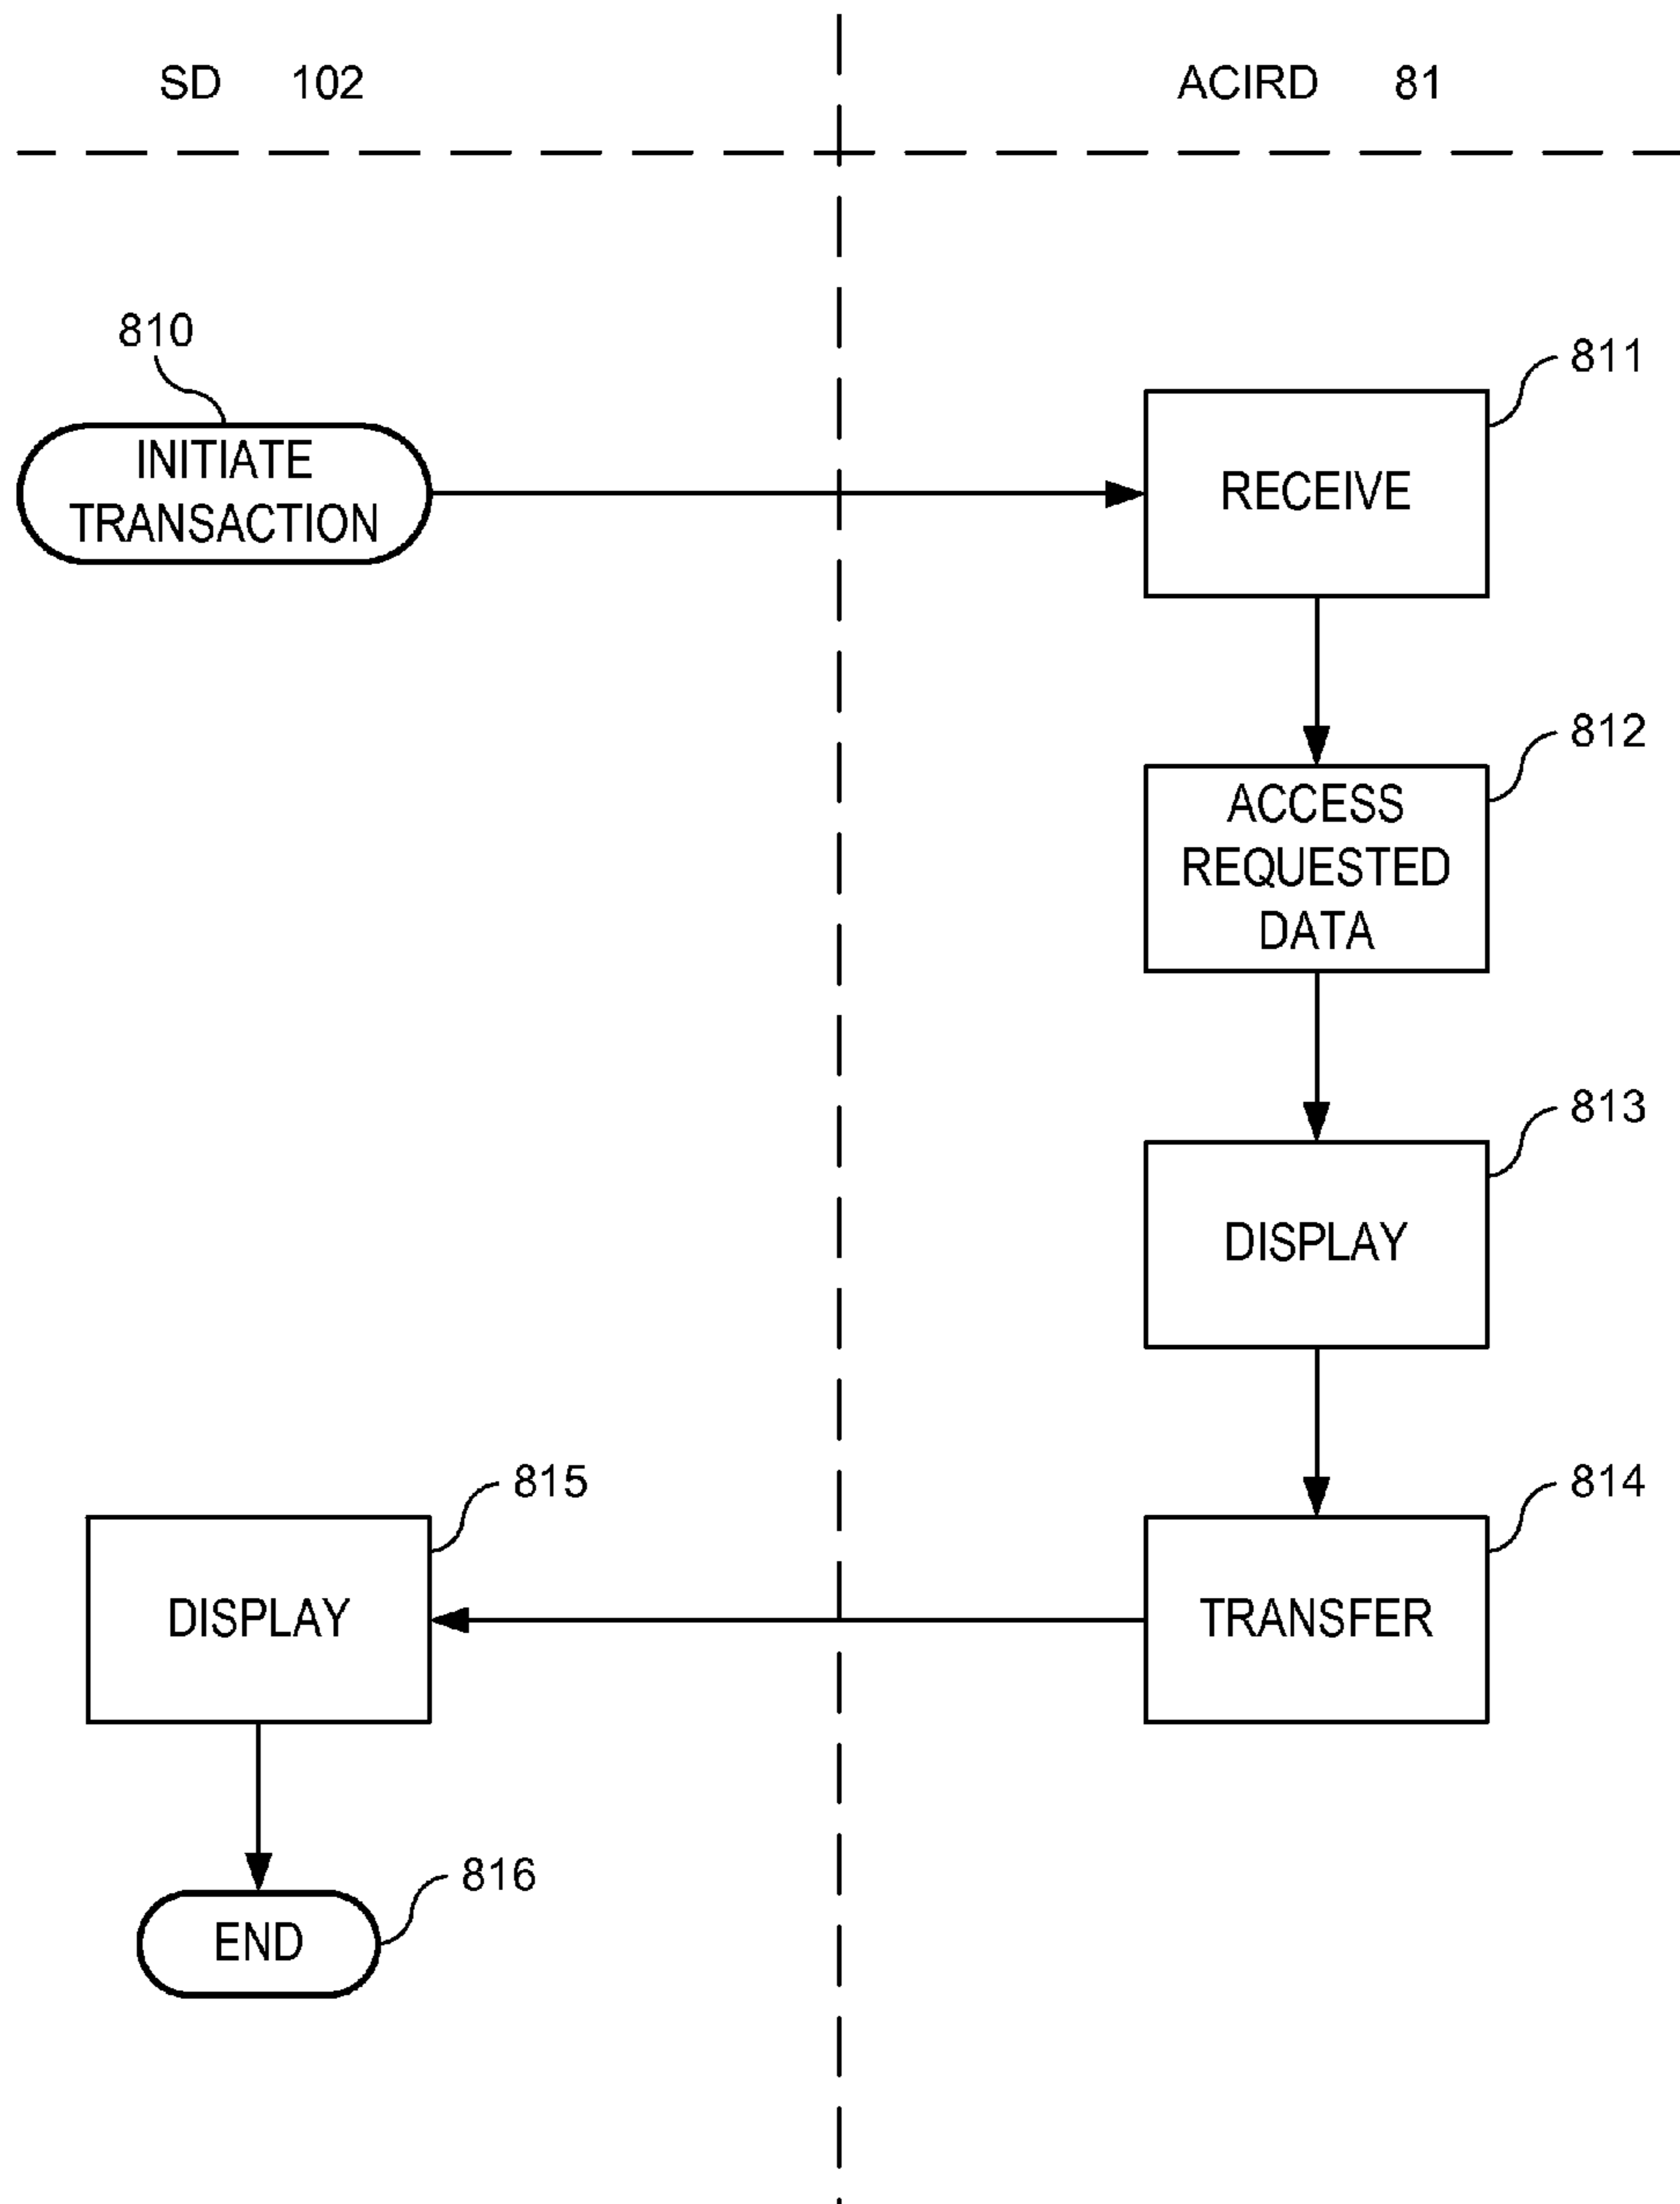 SD 102
ACIRD 81
810
INITIATE
TRANSACTION
811
RECEIVE
812
ACCESS
REQUESTED
DATA
813
DISPLAY
814
TRANSFER
815
DISPLAY
816
END